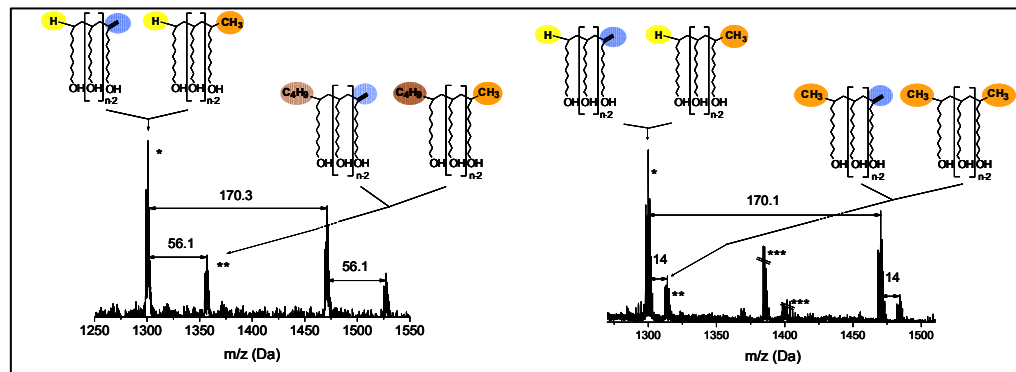 H
H
CH3
OH OH OH
n-2
OH OH OH
n-2
C4H9
C4H9
CH3
OH OH
n-2
OH OH OH
n-2
*
170.3
56.1
**
56.1
1250 1300 1350 1400 1450 1500 1550
m/z (Da)
H
H
CH3
OH OH OH
n-2
OH OH OH
n-2
CH3
CH3
CH3
OH OH
n-2
OH OH OH
n-2
*
170.1
14
**
***
***
14
1300 1350 1400 1450 1500
m/z (Da)